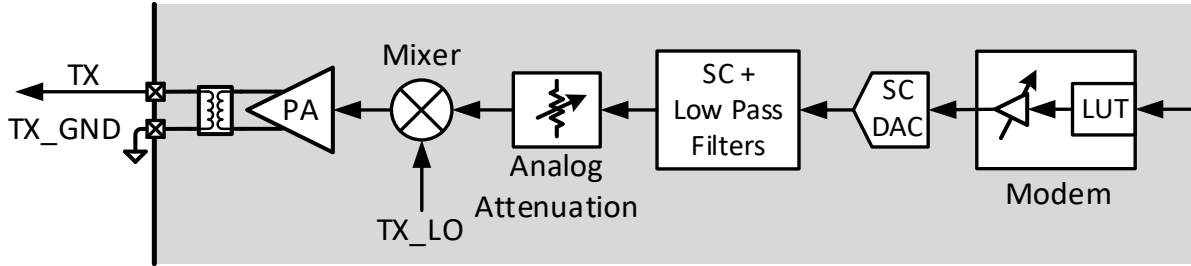 TX
TX_GND
PA
Mixer
TX_LO
Analog
Attenuation
SC +
Low Pass
Filters
SC
DAC
LUT
Modem